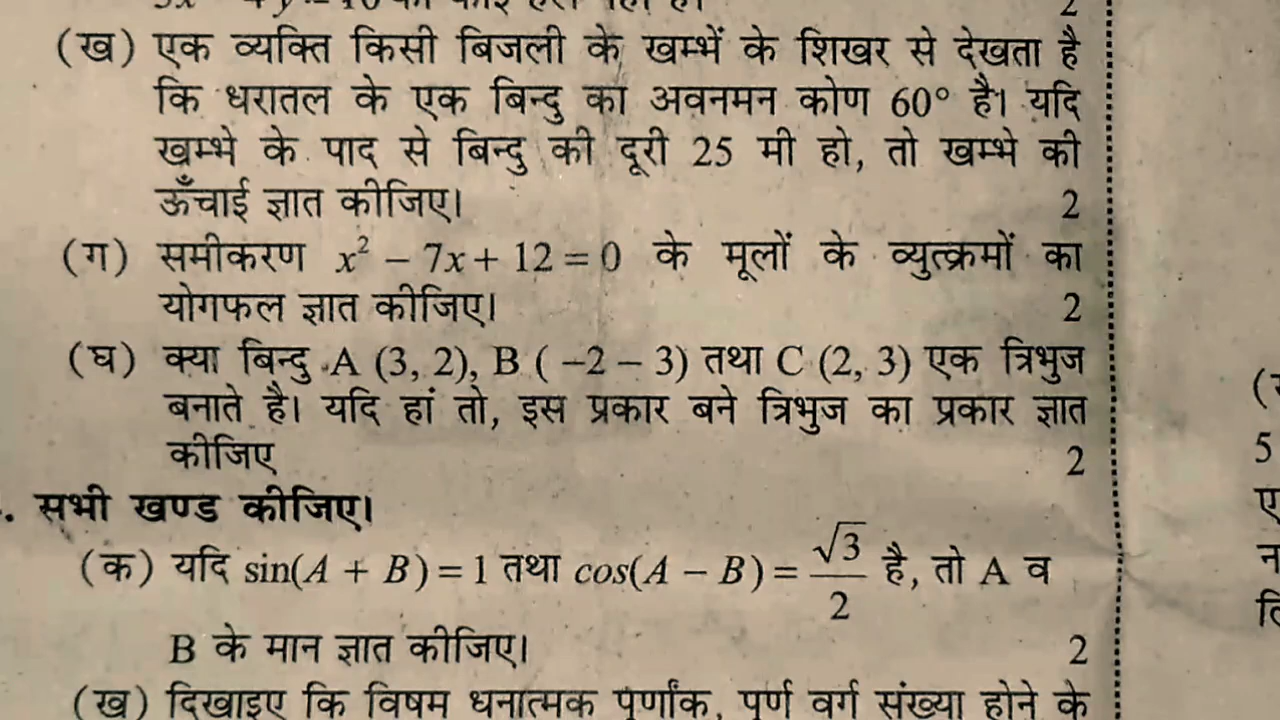 (ख) एक व्यक्ति किसी बिजली के खम्भें के शिखर से देखता है
कि धरातल के एक बिन्दु का अवनमन कोण 60° है। यदि
खम्भे के पाद से बिन्दु की दूरी 25 मी हो, तो खम्भे की
ऊँचाई ज्ञात कीजिए। 2
(ग) समीकरण x² − 7x + 12 = 0 के मूलों के व्युत्क्रमों का
योगफल ज्ञात कीजिए। 2
(घ) क्या बिन्दु A (3, 2), B ( −2 − 3) तथा C (2, 3) एक त्रिभुज
बनाते है। यदि हां तो, इस प्रकार बने त्रिभुज का प्रकार ज्ञात
कीजिए 2
. सभी खण्ड कीजिए।
(क) यदि sin(A + B) = 1 तथा cos(A − B) = √3/2 है, तो A व
B के मान ज्ञात कीजिए। 2
(ख) दिखाइए कि विषम धनात्मक पूर्णांक, पूर्ण वर्ग संख्या होने के
5